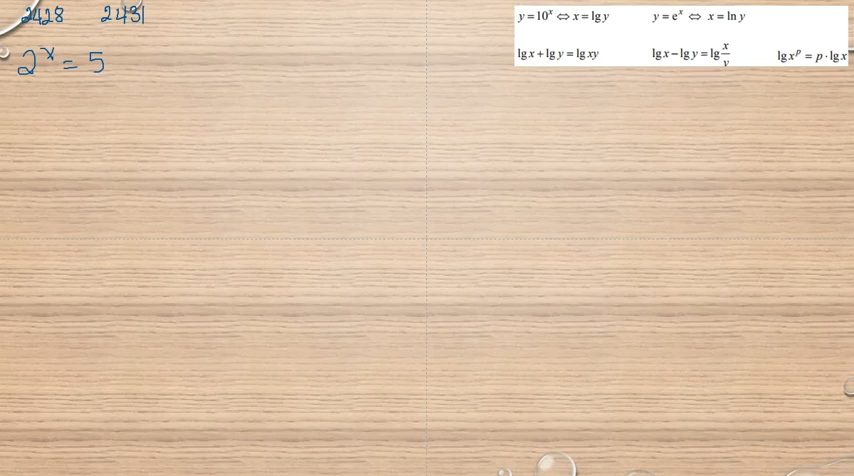 2428 2431
2^x = 5
y = 10^x ⇔ x = lg y    y = e^x ⇔ x = ln y
lg x + lg y = lg xy    lg x − lg y = lg x/y    lg x^p = p · lg x